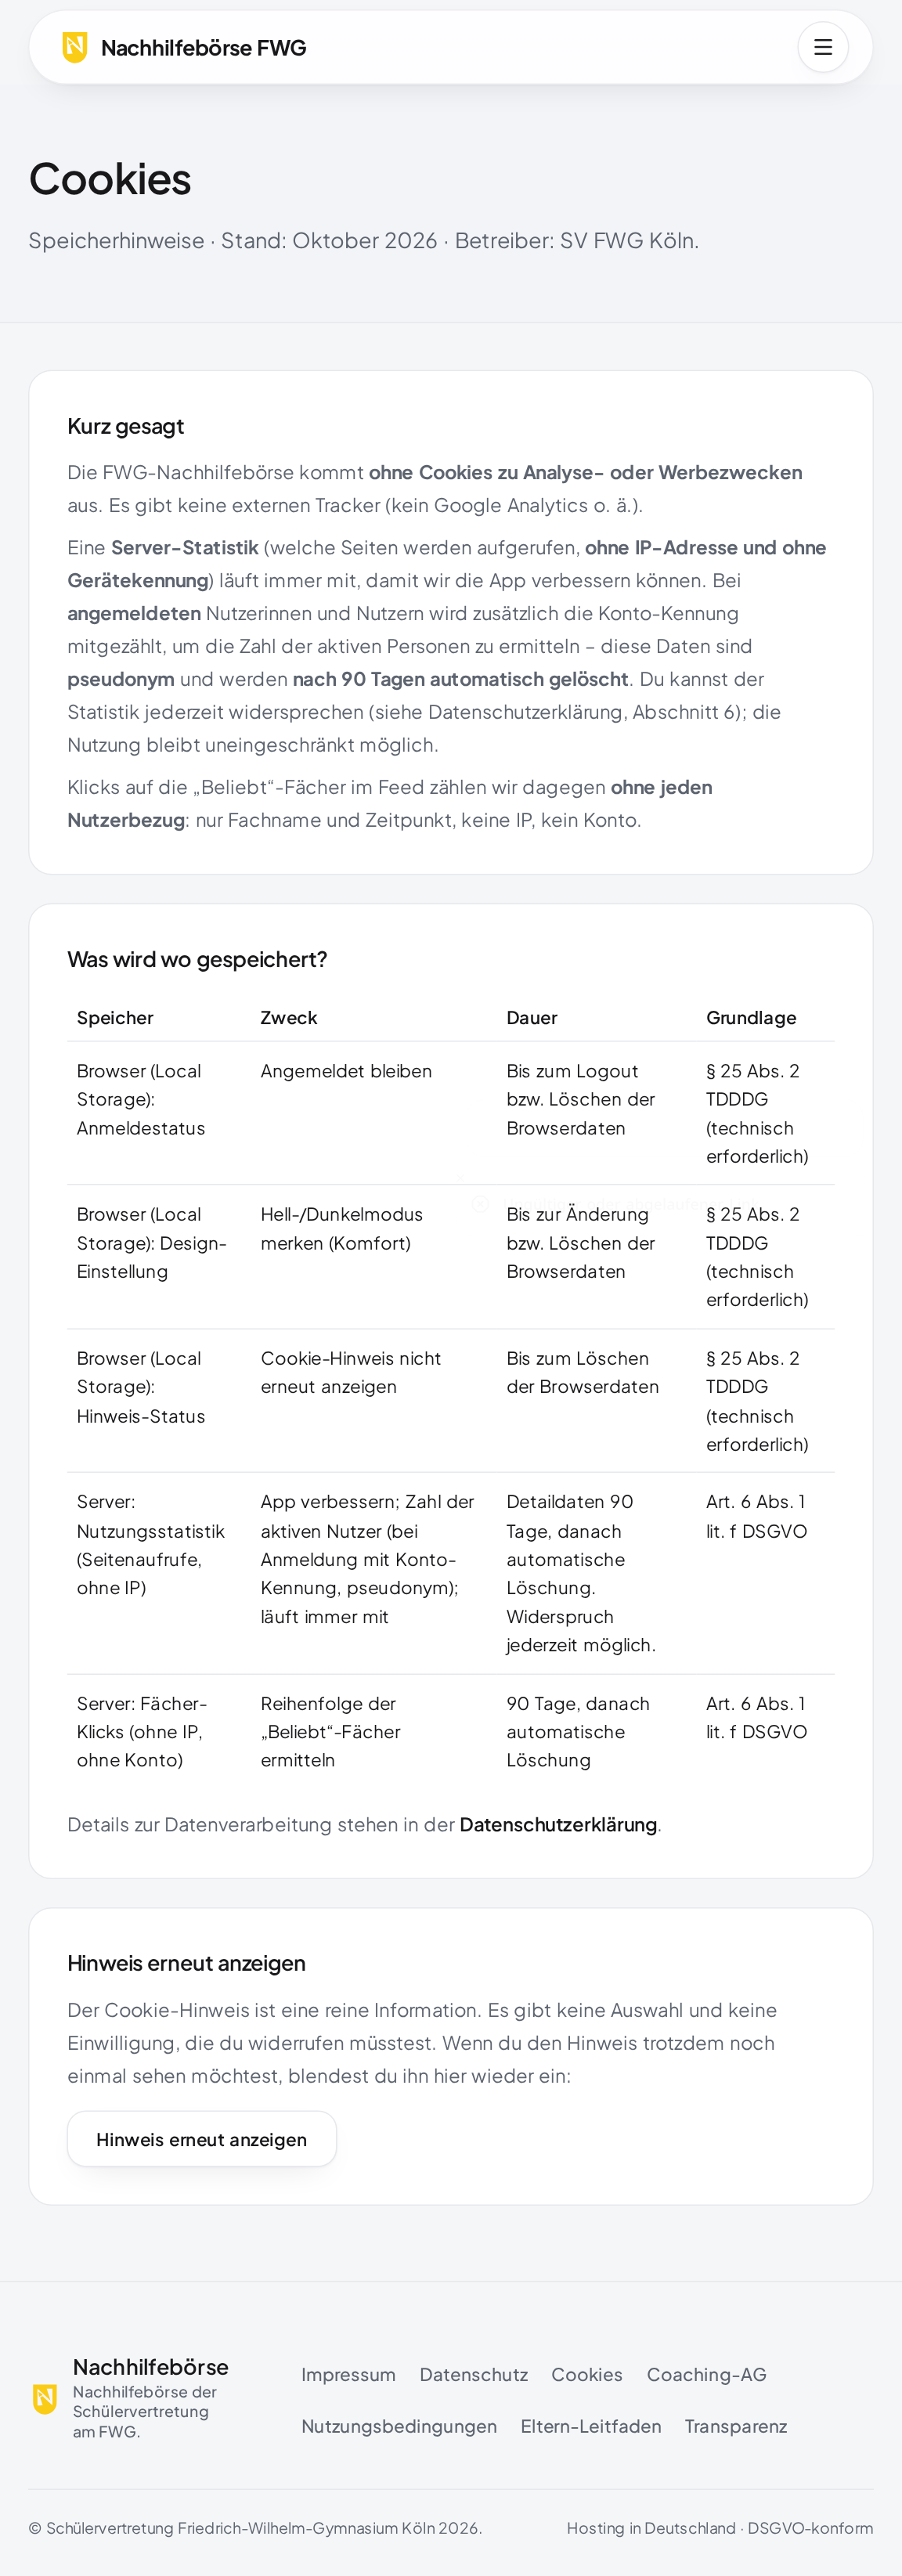 Nachhilfebörse FWG
Cookies
Speicherhinweise · Stand: Oktober 2026 · Betreiber: SV FWG Köln.
Kurz gesagt
Die FWG-Nachhilfebörse kommt ohne Cookies zu Analyse- oder Werbezwecken
aus. Es gibt keine externen Tracker (kein Google Analytics o. ä.).
Eine Server-Statistik (welche Seiten werden aufgerufen, ohne IP-Adresse und ohne
Gerätekennung) läuft immer mit, damit wir die App verbessern können. Bei
angemeldeten Nutzerinnen und Nutzern wird zusätzlich die Konto-Kennung
mitgezählt, um die Zahl der aktiven Personen zu ermitteln – diese Daten sind
pseudonym und werden nach 90 Tagen automatisch gelöscht. Du kannst der
Statistik jederzeit widersprechen (siehe Datenschutzerklärung, Abschnitt 6); die
Nutzung bleibt uneingeschränkt möglich.
Klicks auf die „Beliebt“-Fächer im Feed zählen wir dagegen ohne jeden
Nutzerbezug: nur Fachname und Zeitpunkt, keine IP, kein Konto.
Was wird wo gespeichert?
Speicher Zweck Dauer Grundlage
Browser (Local Angemeldet bleiben Bis zum Logout § 25 Abs. 2
Storage): bzw. Löschen der TDDDG
Anmeldestatus Browserdaten (technisch
erforderlich)
Browser (Local Hell-/Dunkelmodus Bis zur Änderung § 25 Abs. 2
Storage): Design- merken (Komfort) bzw. Löschen der TDDDG
Einstellung Browserdaten (technisch
erforderlich)
Browser (Local Cookie-Hinweis nicht Bis zum Löschen § 25 Abs. 2
Storage): erneut anzeigen der Browserdaten TDDDG
Hinweis-Status (technisch
erforderlich)
Server: App verbessern; Zahl der Detaildaten 90 Art. 6 Abs. 1
Nutzungsstatistik aktiven Nutzer (bei Tage, danach lit. f DSGVO
(Seitenaufrufe, Anmeldung mit Konto- automatische
ohne IP) Kennung, pseudonym); Löschung.
läuft immer mit Widerspruch
jederzeit möglich.
Server: Fächer- Reihenfolge der 90 Tage, danach Art. 6 Abs. 1
Klicks (ohne IP, „Beliebt“-Fächer automatische lit. f DSGVO
ohne Konto) ermitteln Löschung
Details zur Datenverarbeitung stehen in der Datenschutzerklärung.
Hinweis erneut anzeigen
Der Cookie-Hinweis ist eine reine Information. Es gibt keine Auswahl und keine
Einwilligung, die du widerrufen müsstest. Wenn du den Hinweis trotzdem noch
einmal sehen möchtest, blendest du ihn hier wieder ein:
Hinweis erneut anzeigen
Nachhilfebörse
Nachhilfebörse der
Schülervertretung
am FWG.
Impressum Datenschutz Cookies Coaching-AG
Nutzungsbedingungen Eltern-Leitfaden Transparenz
© Schülervertretung Friedrich-Wilhelm-Gymnasium Köln 2026.
Hosting in Deutschland · DSGVO-konform